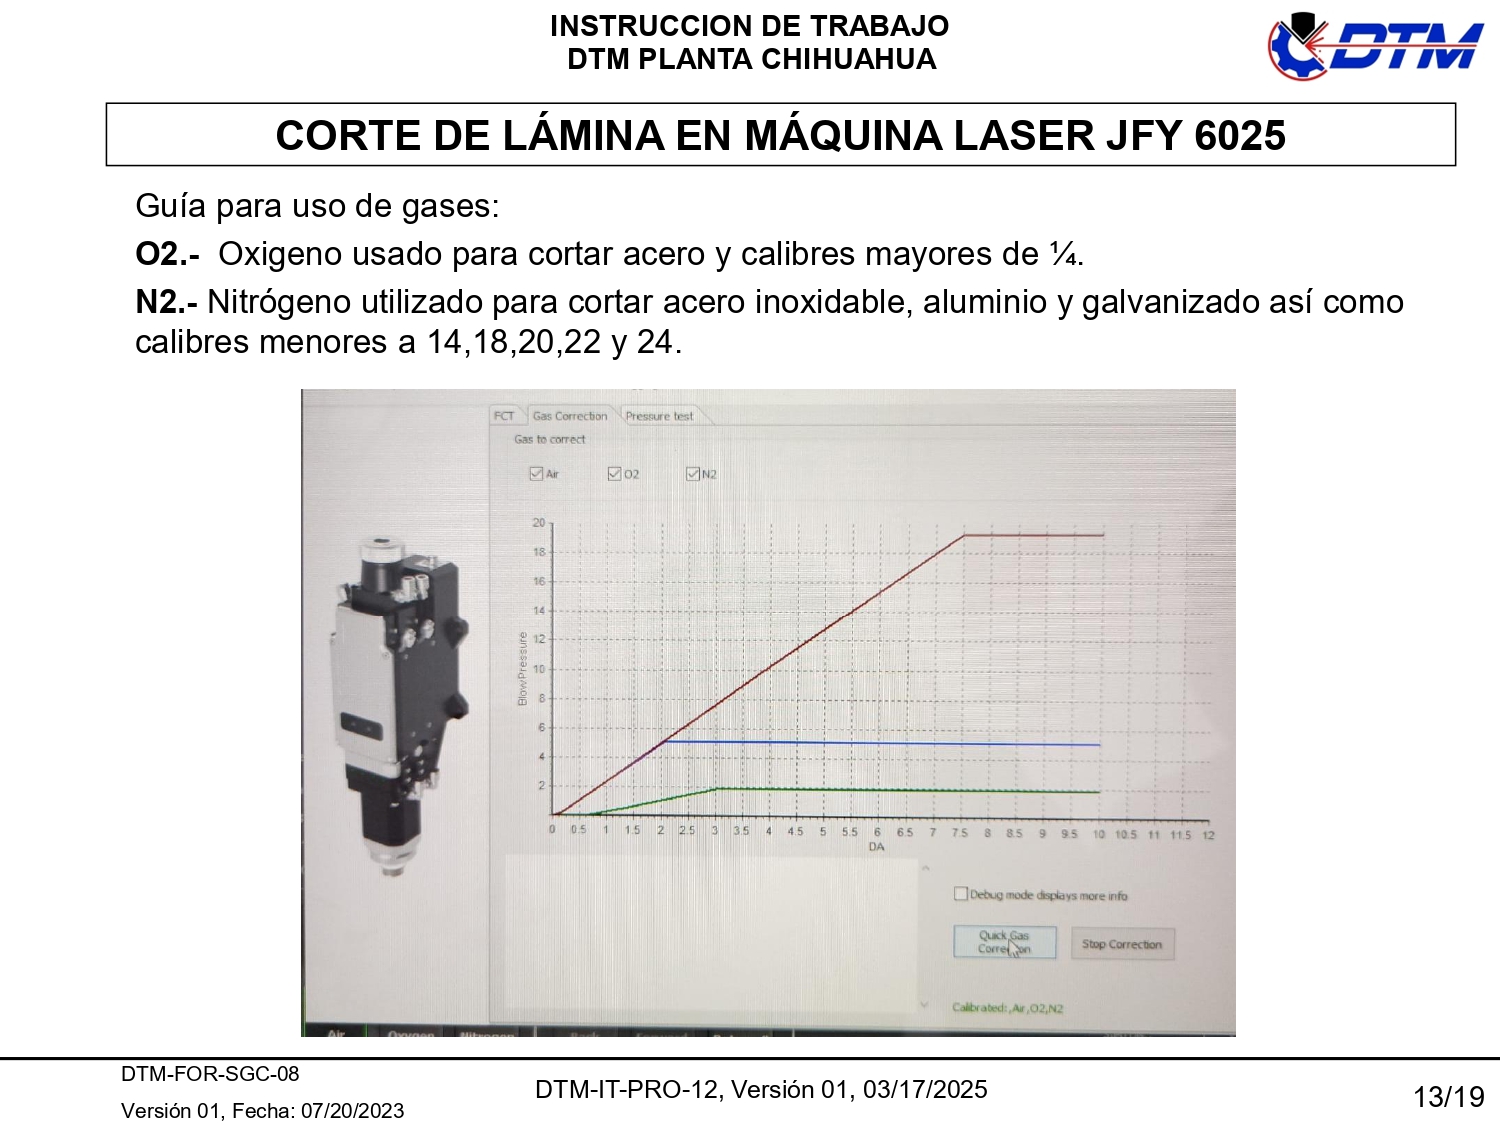 INSTRUCCION DE TRABAJO
DTM PLANTA CHIHUAHUA
DTM
CORTE DE LÁMINA EN MÁQUINA LASER JFY 6025
Guía para uso de gases:
O2.- Oxigeno usado para cortar acero y calibres mayores de ¼.
N2.- Nitrógeno utilizado para cortar acero inoxidable, aluminio y galvanizado así como
calibres menores a 14,18,20,22 y 24.
FCT Gas Correction Pressure test
Gas to correct
Air O2 N2
20
18
16
14
12
10
8
6
4
2
BlowPressure
0 0.5 1 1.5 2 2.5 3 3.5 4 4.5 5 5.5 6 6.5 7 7.5 8 8.5 9 9.5 10 10.5 11 11.5 12
DA
Debug mode displays more info
Quick Gas
Correction
Stop Correction
Calibrated:,Air,O2,N2
Air Oxygen Nitrogen
DTM-FOR-SGC-08
Versión 01, Fecha: 07/20/2023
DTM-IT-PRO-12, Versión 01, 03/17/2025
13/19